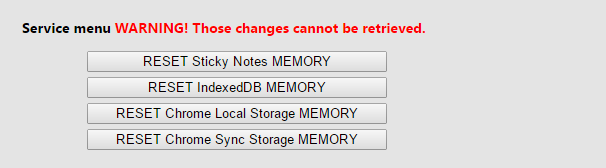 Service menu WARNING! Those changes cannot be retrieved.
RESET Sticky Notes MEMORY
RESET IndexedDB MEMORY
RESET Chrome Local Storage MEMORY
RESET Chrome Sync Storage MEMORY